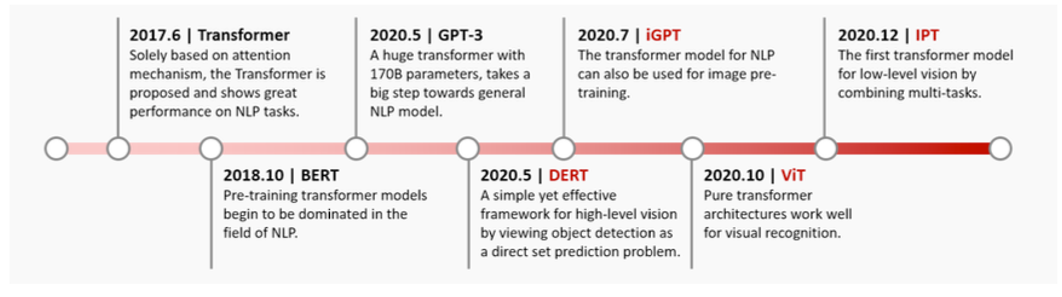 2017.6 | Transformer
Solely based on attention
mechanism, the Transformer is
proposed and shows great
performance on NLP tasks.
2020.5 | GPT-3
A huge transformer with
170B parameters, takes a
big step towards general
NLP model.
2020.7 | iGPT
The transformer model for NLP
can also be used for image pre-
training.
2020.12 | IPT
The first transformer model
for low-level vision by
combining multi-tasks.
2018.10 | BERT
Pre-training transformer models
begin to be dominated in the
field of NLP.
2020.5 | DERT
A simple yet effective
framework for high-level vision
by viewing object detection as
a direct set prediction problem.
2020.10 | ViT
Pure transformer
architectures work well
for visual recognition.